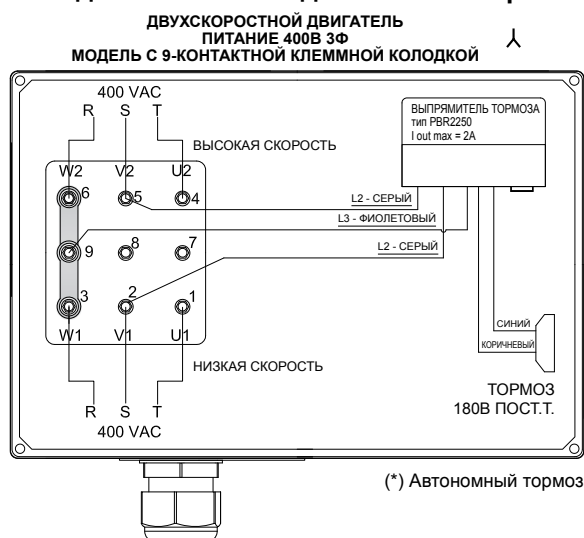 ДВУХСКОРОСТНОЙ ДВИГАТЕЛЬ
ПИТАНИЕ 400В 3Ф
МОДЕЛЬ С 9-КОНТАКТНОЙ КЛЕММНОЙ КОЛОДКОЙ
400 VAC
R S T
ВЫСОКАЯ СКОРОСТЬ
ВЫПРЯМИТЕЛЬ ТОРМОЗА
тип PBR2250
I out max = 2A
W2 V2 U2
6 5 4
L2 - СЕРЫЙ
L3 - ФИОЛЕТОВЫЙ
9 8 7
L2 - СЕРЫЙ
3 2 1
W1 V1 U1
СИНИЙ
КОРИЧНЕВЫЙ
НИЗКАЯ СКОРОСТЬ
R S T
400 VAC
ТОРМОЗ
180В ПОСТ.Т.
(*) Автономный тормоз